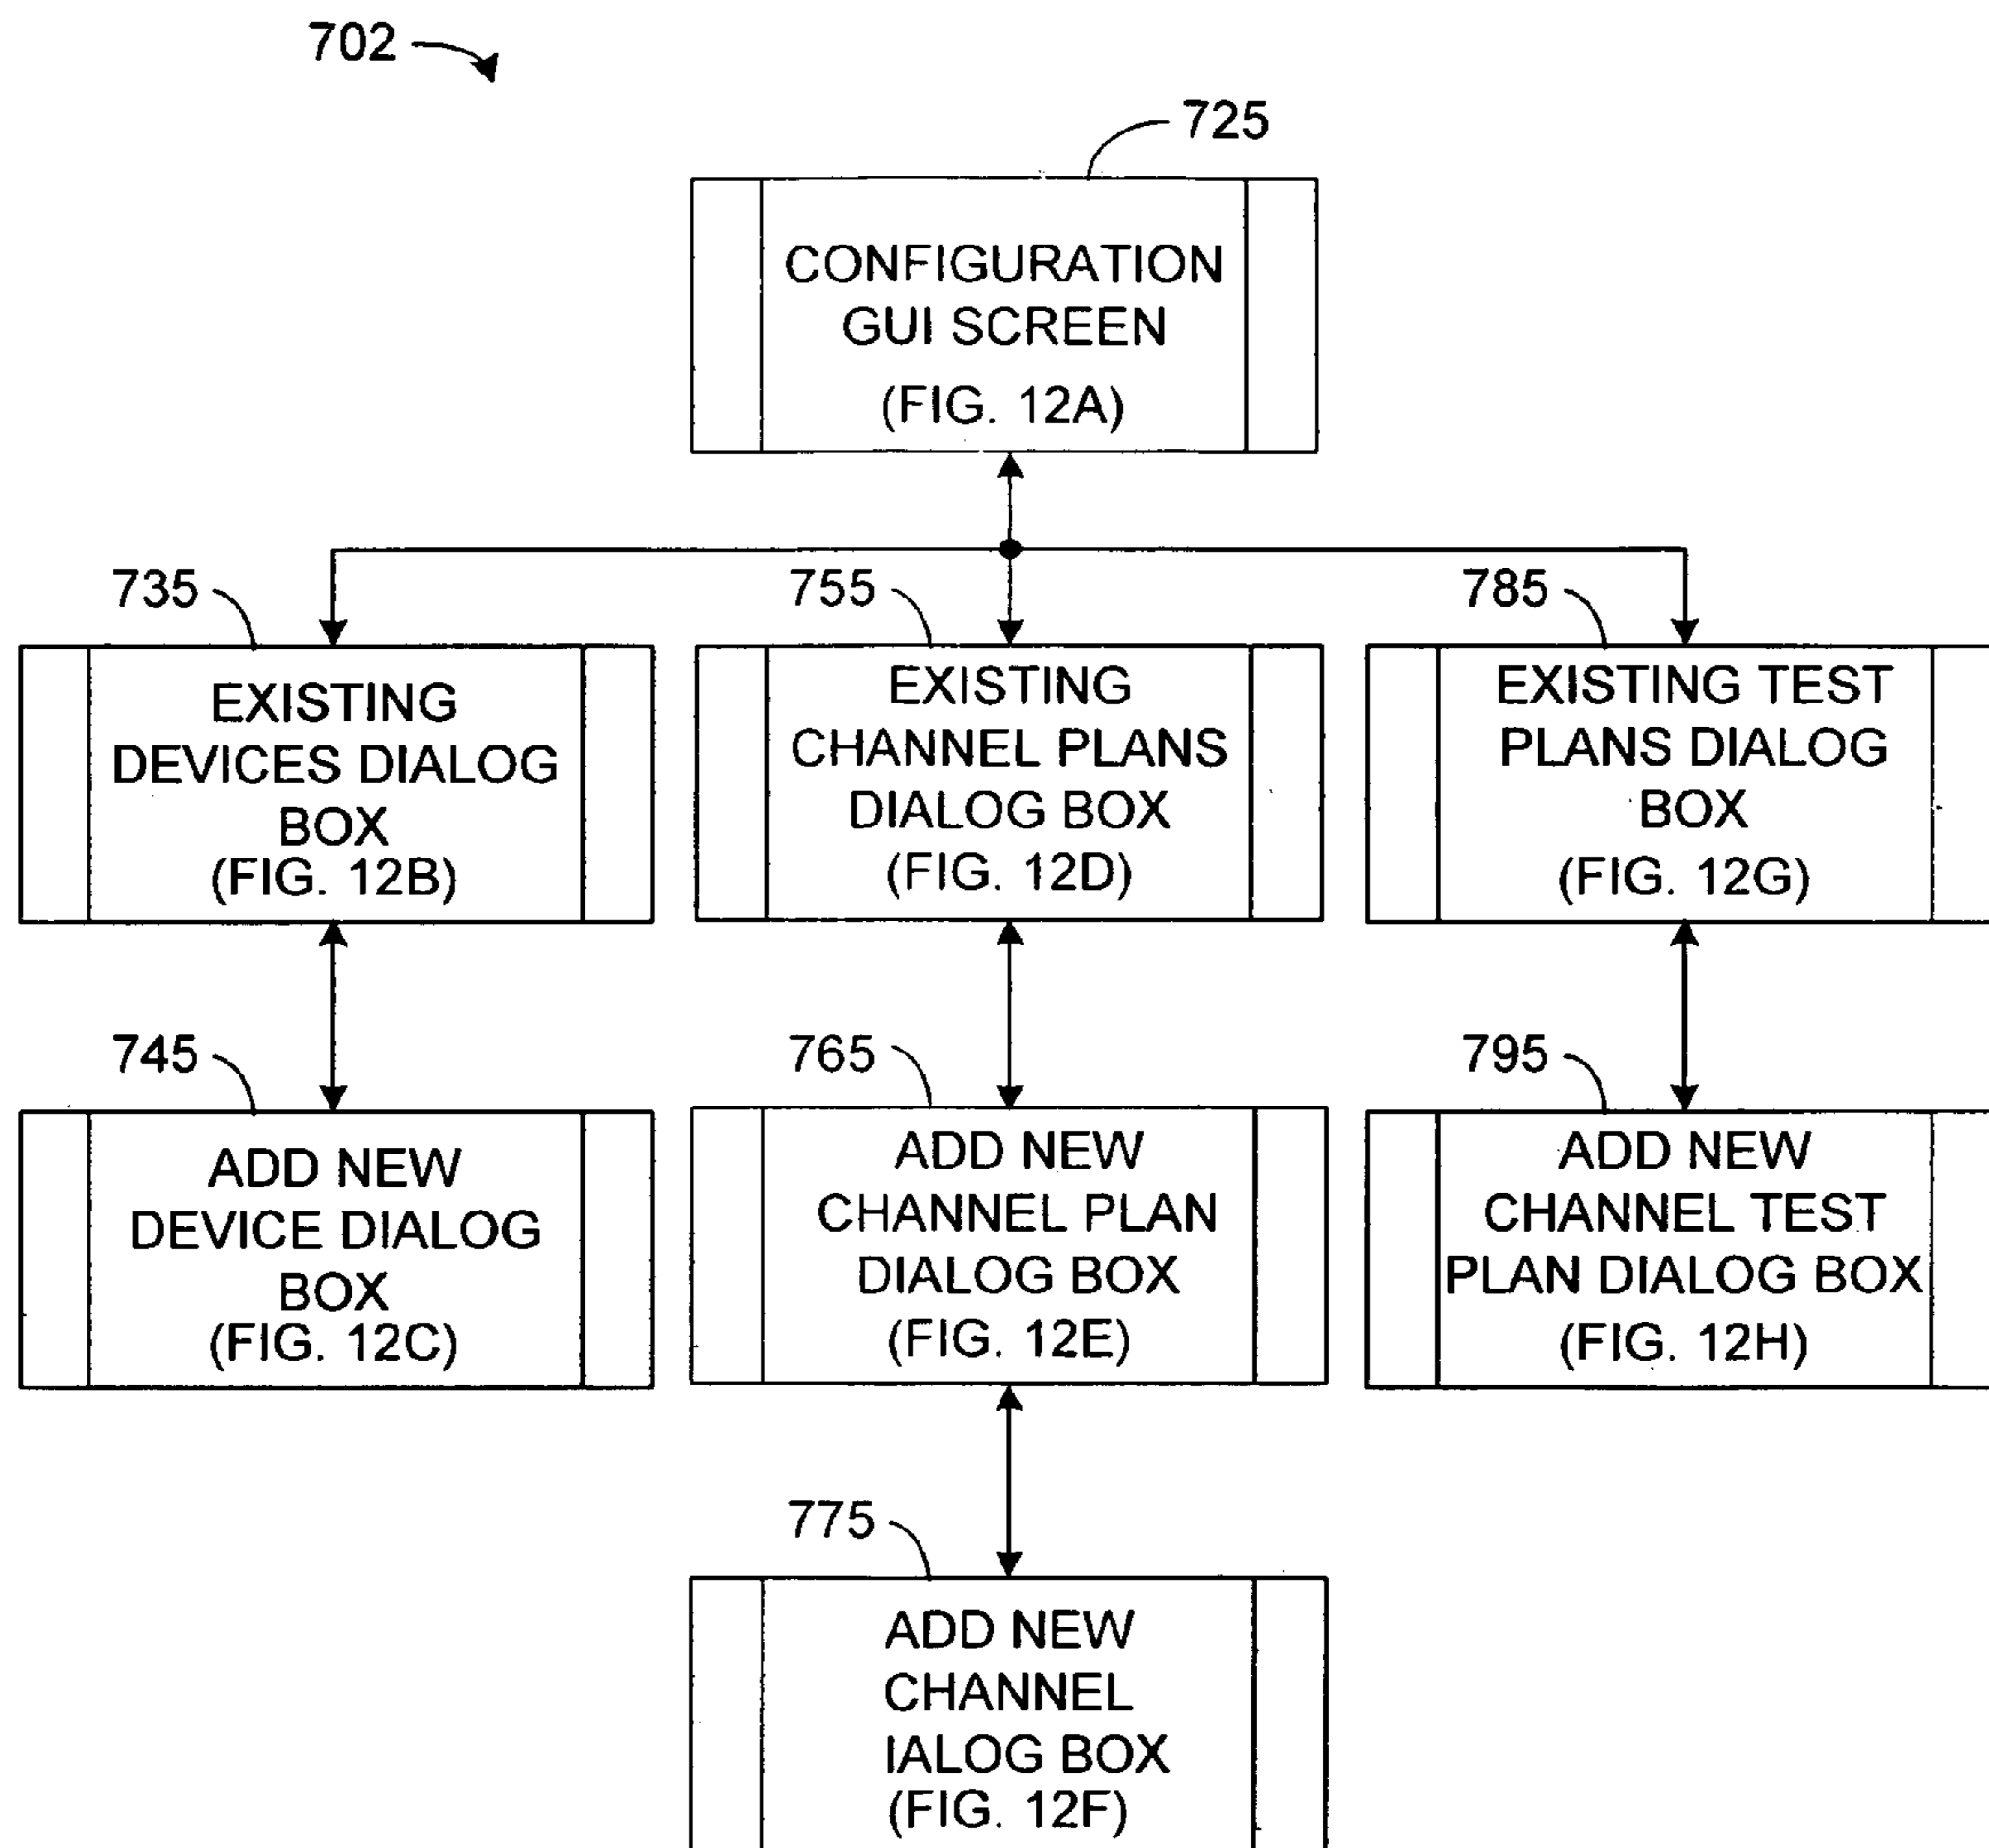 702
725
CONFIGURATION
GUI SCREEN
(FIG. 12A)
735
EXISTING
DEVICES DIALOG
BOX
(FIG. 12B)
755
EXISTING
CHANNEL PLANS
DIALOG BOX
(FIG. 12D)
785
EXISTING TEST
PLANS DIALOG
BOX
(FIG. 12G)
745
ADD NEW
DEVICE DIALOG
BOX
(FIG. 12C)
765
ADD NEW
CHANNEL PLAN
DIALOG BOX
(FIG. 12E)
795
ADD NEW
CHANNEL TEST
PLAN DIALOG BOX
(FIG. 12H)
775
ADD NEW
CHANNEL
IALOG BOX
(FIG. 12F)